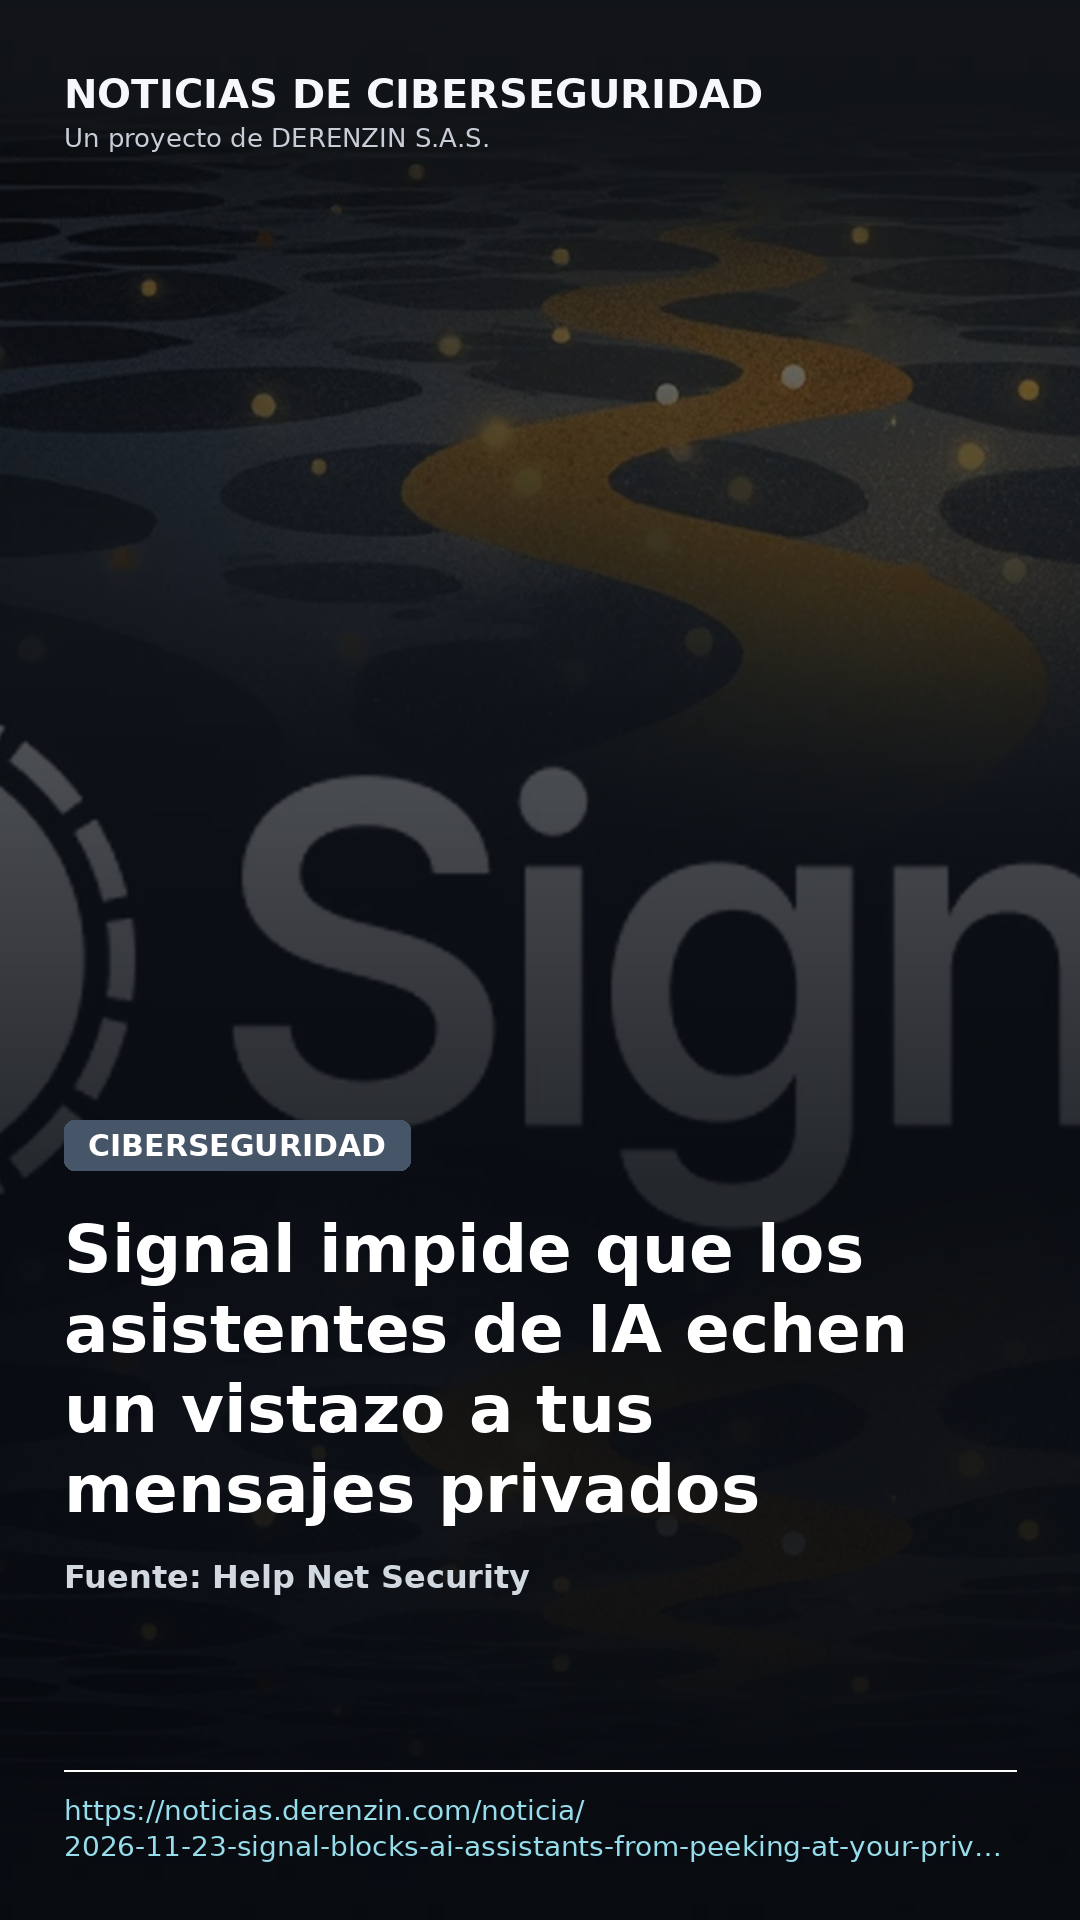 NOTICIAS DE CIBERSEGURIDAD
Un proyecto de DERENZIN S.A.S.
Sign
CIBERSEGURIDAD
Signal impide que los
asistentes de IA echen
un vistazo a tus
mensajes privados
Fuente: Help Net Security
https://noticias.derenzin.com/noticia/
2026-11-23-signal-blocks-ai-assistants-from-peeking-at-your-priv...